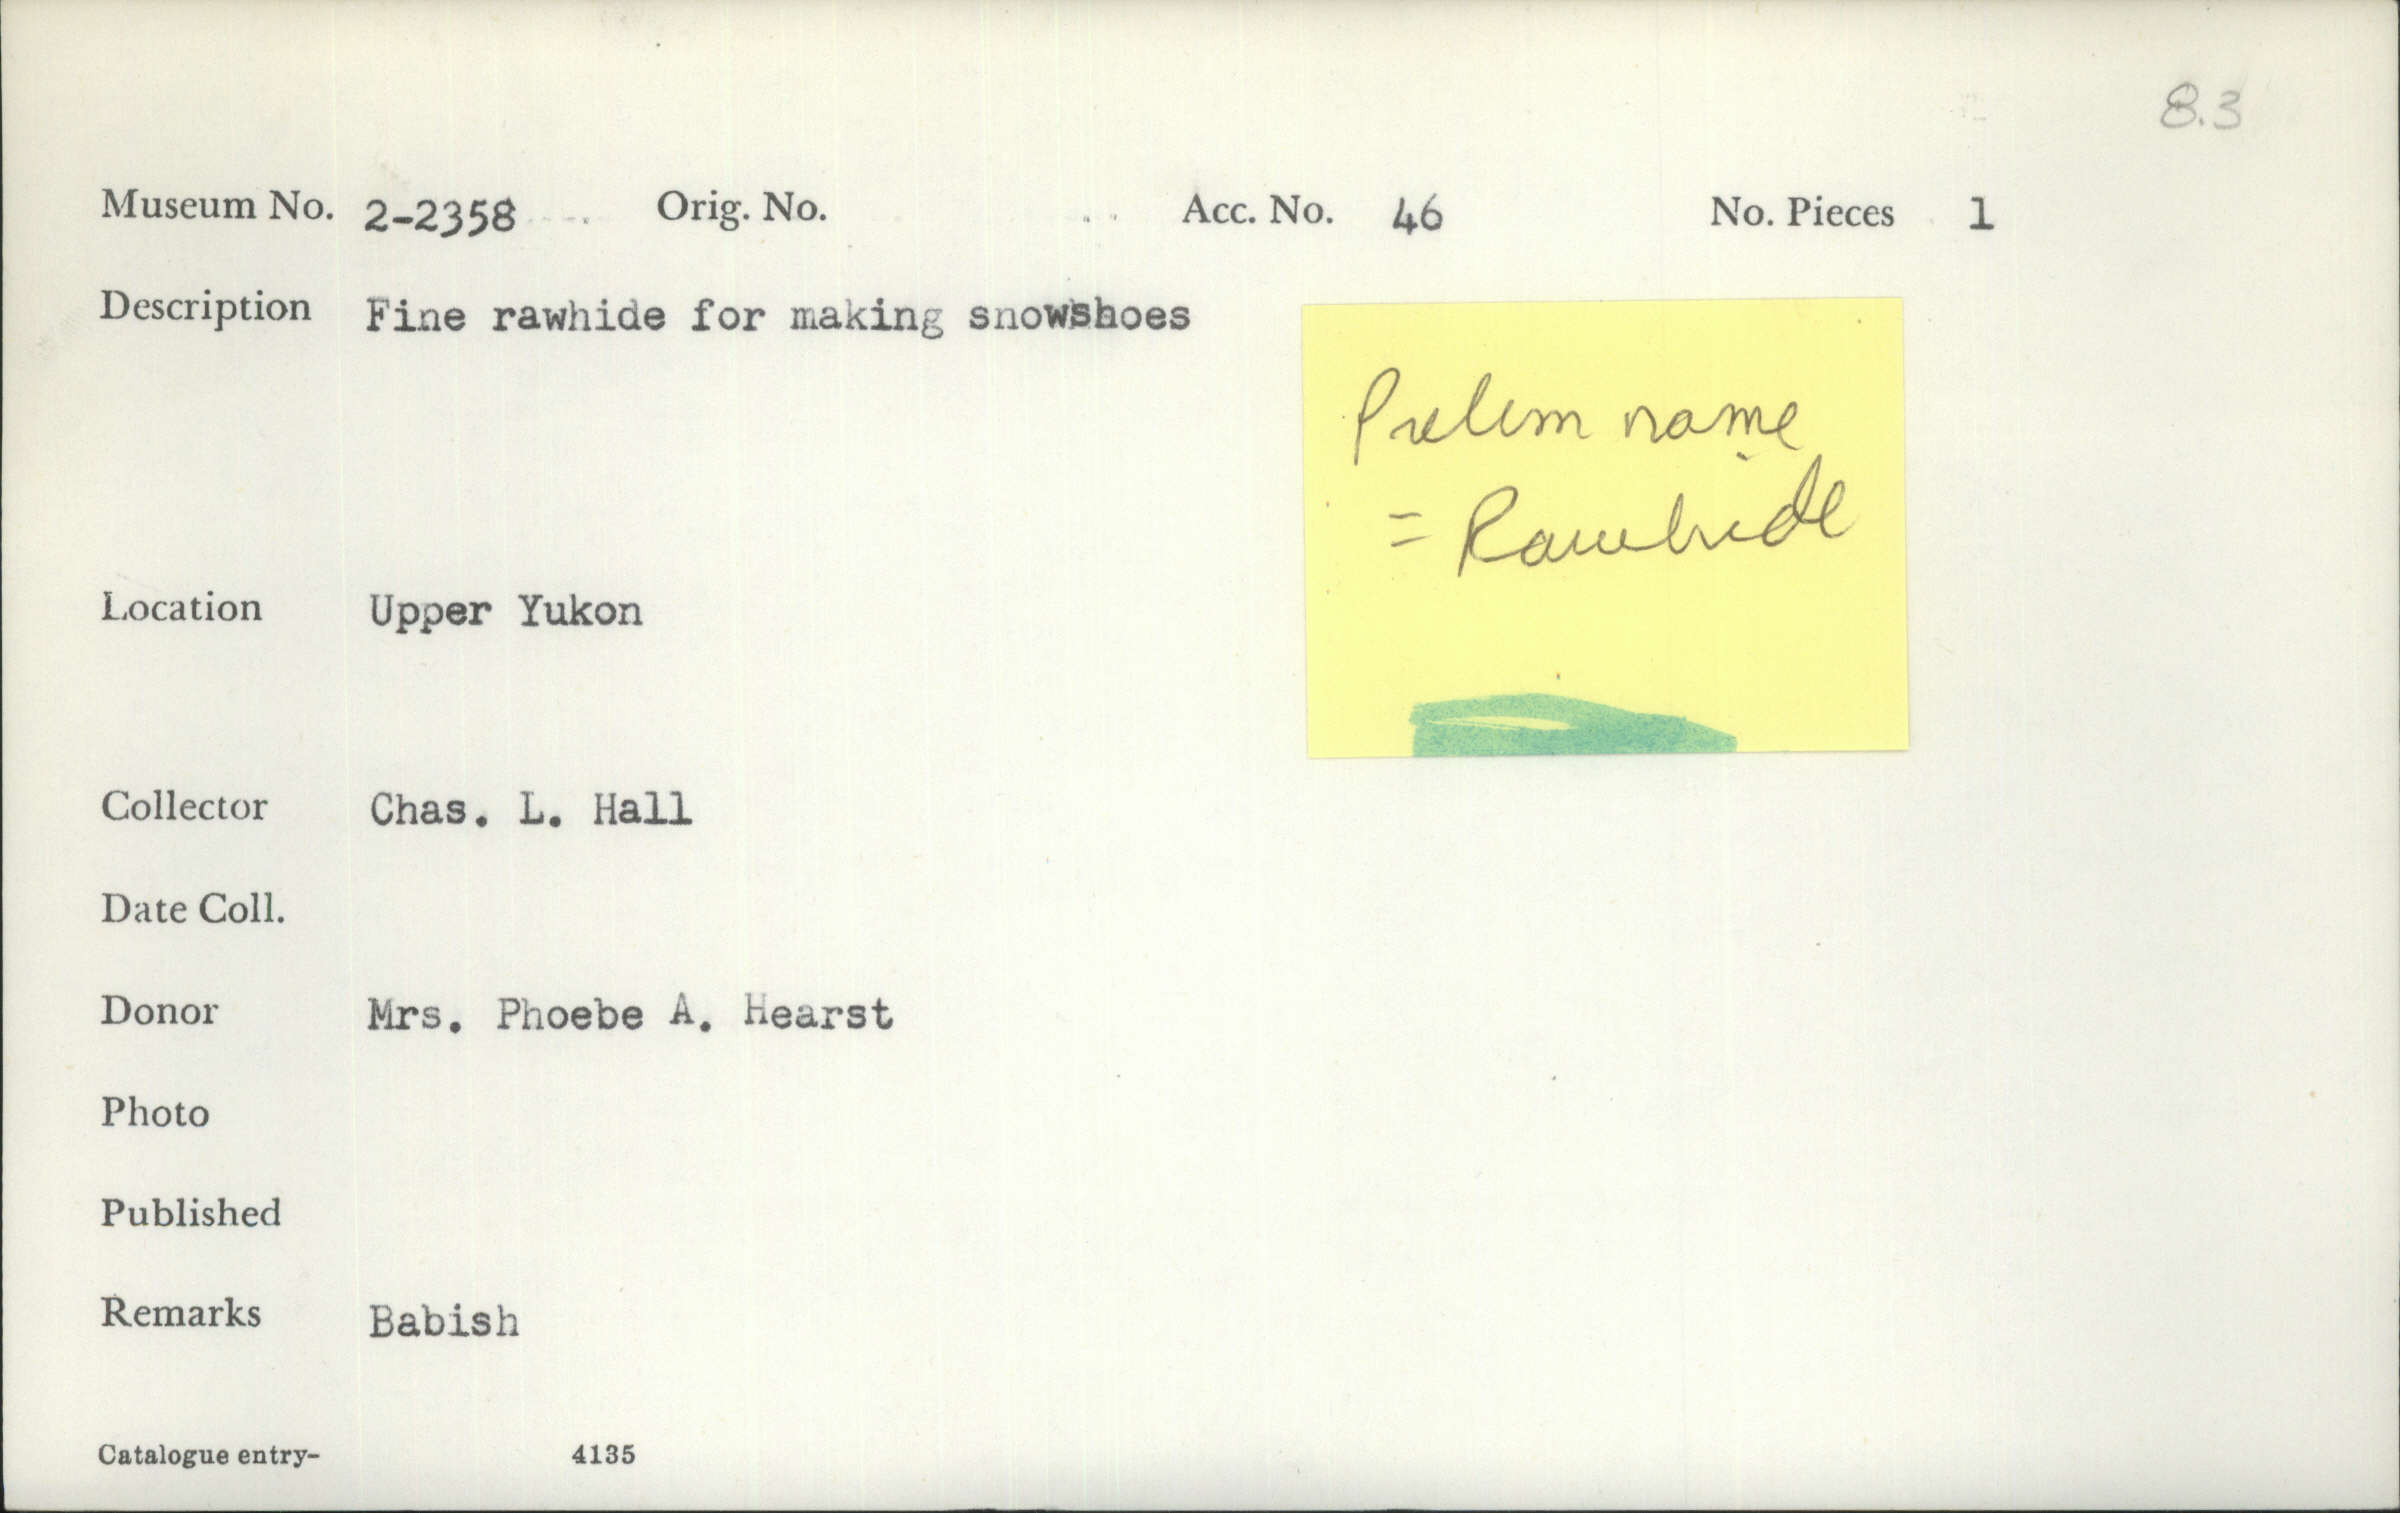 8.3
Museum No. 2-2358 Orig. No. Acc. No. 46 No. Pieces 1
Description Fine rawhide for making snowshoes
Prelim name
= Rawhide
Location Upper Yukon
Collector Chas. L. Hall
Date Coll.
Donor Mrs. Phoebe A. Hearst
Photo
Published
Remarks Babish
Catalogue entry- 4135